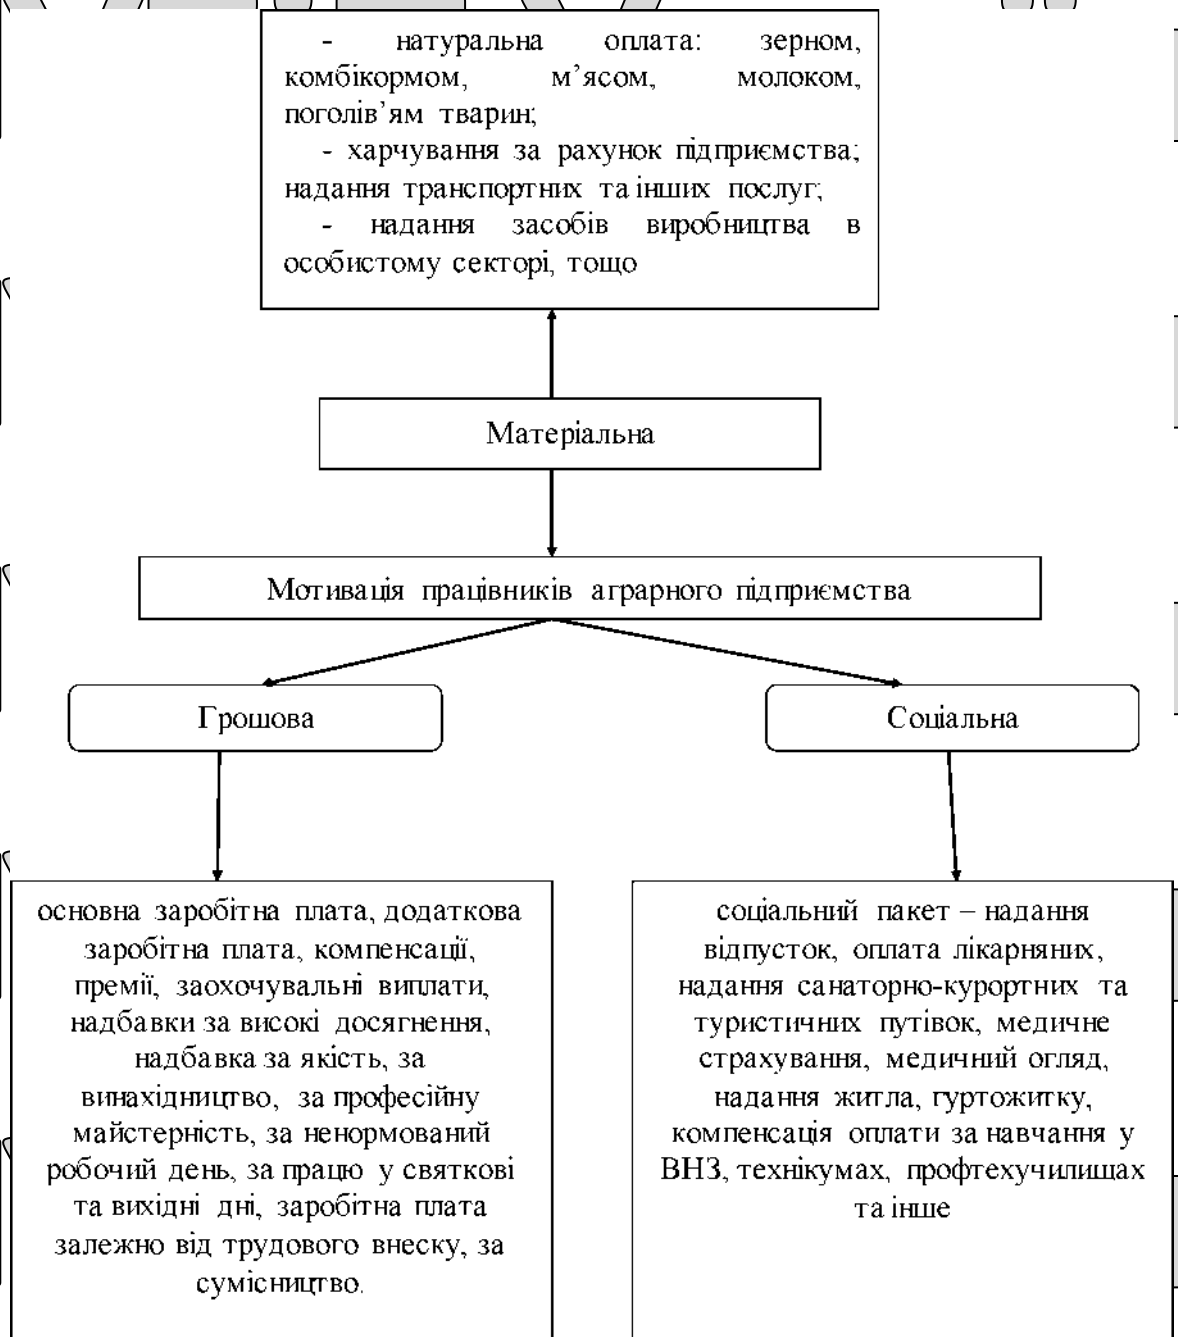 - натуральна оплата: зерном,
комбікормом, м’ясом, молоком,
поголів’ям тварин;
- харчування за рахунок підприємства;
надання транспортних та інших послуг;
- надання засобів виробництва в
особистому секторі, тощо
Матеріальна
Мотивація працівників аграрного підприємства
Грошова
Соціальна
основна заробітна плата, додаткова
заробітна плата, компенсації,
премії, заохочувальні виплати,
надбавки за високі досягнення,
надбавка за якість, за
винахідництво, за професійну
майстерність, за ненормований
робочий день, за працю у святкові
та вихідні дні, заробітна плата
залежно від трудового внеску, за
сумісництво.
соціальний пакет – надання
відпусток, оплата лікарняних,
надання санаторно-курортних та
туристичних путівок, медичне
страхування, медичний огляд,
надання житла, гуртожитку,
компенсація оплати за навчання у
ВНЗ, технікумах, профтехучилищах
та інше